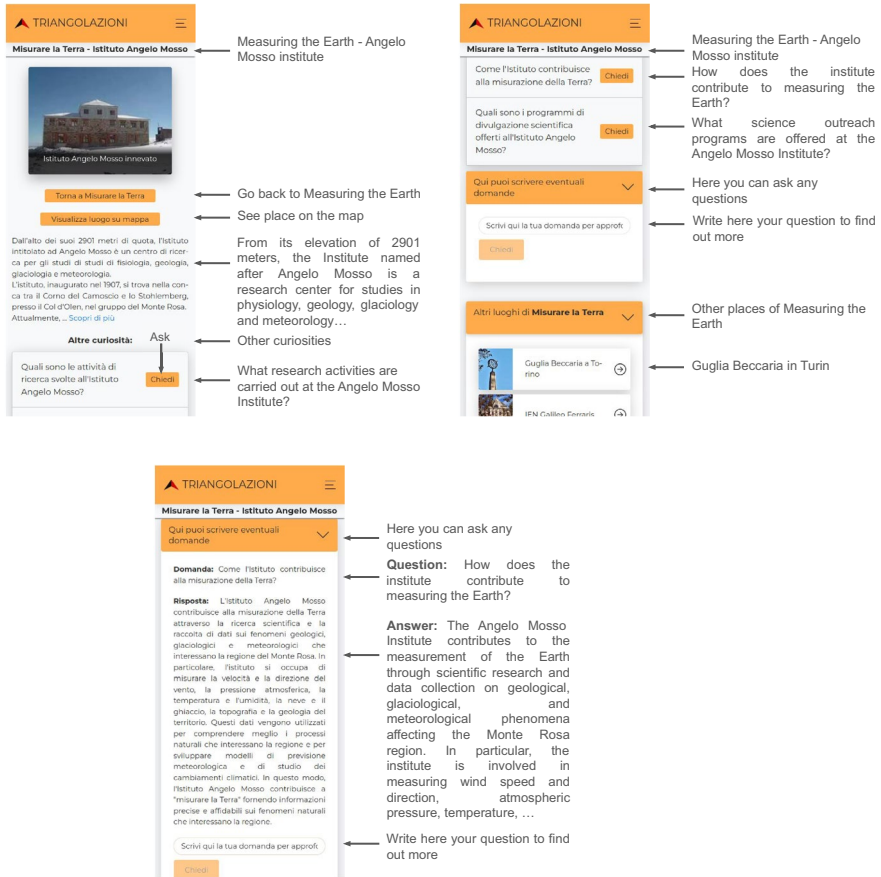 TRIANGOLAZIONI
Misurare la Terra - Istituto Angelo Mosso
Istituto Angelo Mosso innevato
Torna a Misurare la Terra
Visualizza luogo su mappa
Dall'alto dei suoi 2901 metri di quota, l'Istituto
intitolato ad Angelo Mosso è un centro di ricer-
ca per gli studi di studi di fisiologia, geologia,
glaciologia e meteorologia.
L'istituto, inaugurato nel 1907, si trova nella con-
ca tra il Corno del Camoscio e lo Stohlemberg,
presso il Col d'Olen, nel gruppo del Monte Rosa.
Attualmente, ... Scopri di più
Altre curiosità:
Ask
Quali sono le attività di
ricerca svolte all'Istituto
Angelo Mosso?
Chiedi
Measuring the Earth - Angelo
Mosso institute
Go back to Measuring the Earth
See place on the map
From its elevation of 2901
meters, the Institute named
after Angelo Mosso is a
research center for studies in
physiology, geology, glaciology
and meteorology…
Other curiosities
What research activities are
carried out at the Angelo Mosso
Institute?
TRIANGOLAZIONI
Misurare la Terra - Istituto Angelo Mosso
Come l'Istituto contribuisce
alla misurazione della Terra?
Chiedi
Quali sono i programmi di
divulgazione scientifica
offerti all'Istituto Angelo
Mosso?
Chiedi
Qui puoi scrivere eventuali
domande
Scrivi qui la tua domanda per approfo
Chiedi
Altri luoghi di Misurare la Terra
Guglia Beccaria a To-
rino
IEN Galileo Ferraris
Measuring the Earth - Angelo
Mosso institute
How does the institute
contribute to measuring the
Earth?
What science outreach
programs are offered at the
Angelo Mosso Institute?
Here you can ask any
questions
Write here your question to find
out more
Other places of Measuring the
Earth
Guglia Beccaria in Turin
TRIANGOLAZIONI
Misurare la Terra - Istituto Angelo Mosso
Qui puoi scrivere eventuali
domande
Domanda: Come l'Istituto contribuisce
alla misurazione della Terra?
Risposta: L'Istituto Angelo Mosso
contribuisce alla misurazione della Terra
attraverso la ricerca scientifica e la
raccolta di dati sui fenomeni geologici,
glaciologici e meteorologici che
interessano la regione del Monte Rosa. In
particolare, l'istituto si occupa di
misurare la velocità e la direzione del
vento, la pressione atmosferica, la
temperatura e l'umidità, la neve e il
ghiaccio, la topografia e la geologia del
territorio. Questi dati vengono utilizzati
per comprendere meglio i processi
naturali che interessano la regione e per
sviluppare modelli di previsione
meteorologica e di studio dei
cambiamenti climatici. In questo modo,
l'Istituto Angelo Mosso contribuisce a
"misurare la Terra" fornendo informazioni
precise e affidabili sui fenomeni naturali
che interessano la regione.
Scrivi qui la tua domanda per approfo
Chiedi
Here you can ask any
questions
Question: How does the
institute contribute to
measuring the Earth?
Answer: The Angelo Mosso
Institute contributes to the
measurement of the Earth
through scientific research and
data collection on geological,
glaciological, and
meteorological phenomena
affecting the Monte Rosa
region. In particular, the
institute is involved in
measuring wind speed and
direction, atmospheric
pressure, temperature, …
Write here your question to find
out more